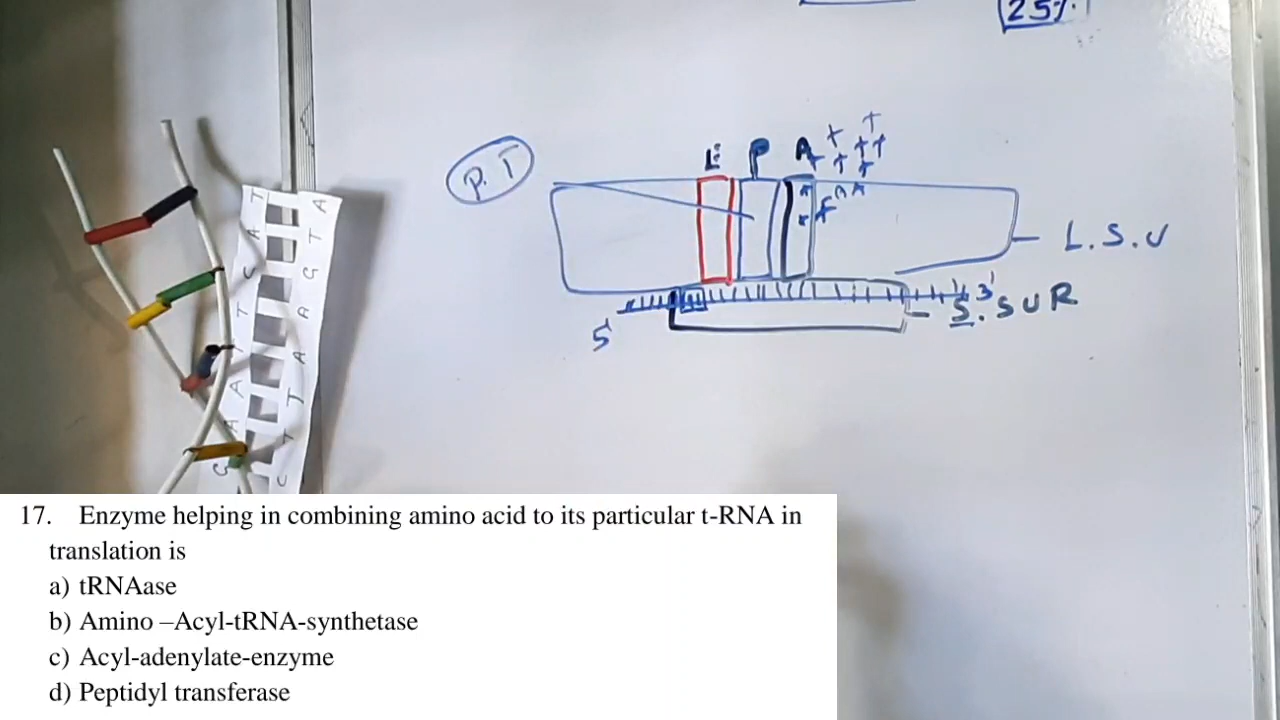 25%
P.T
E P A
AA
L.S.U
5'
3'
S.SUR
T A
A T
C G
T A
T A
A T
A T
G C
17. Enzyme helping in combining amino acid to its particular t-RNA in
translation is
a) tRNAase
b) Amino –Acyl-tRNA-synthetase
c) Acyl-adenylate-enzyme
d) Peptidyl transferase